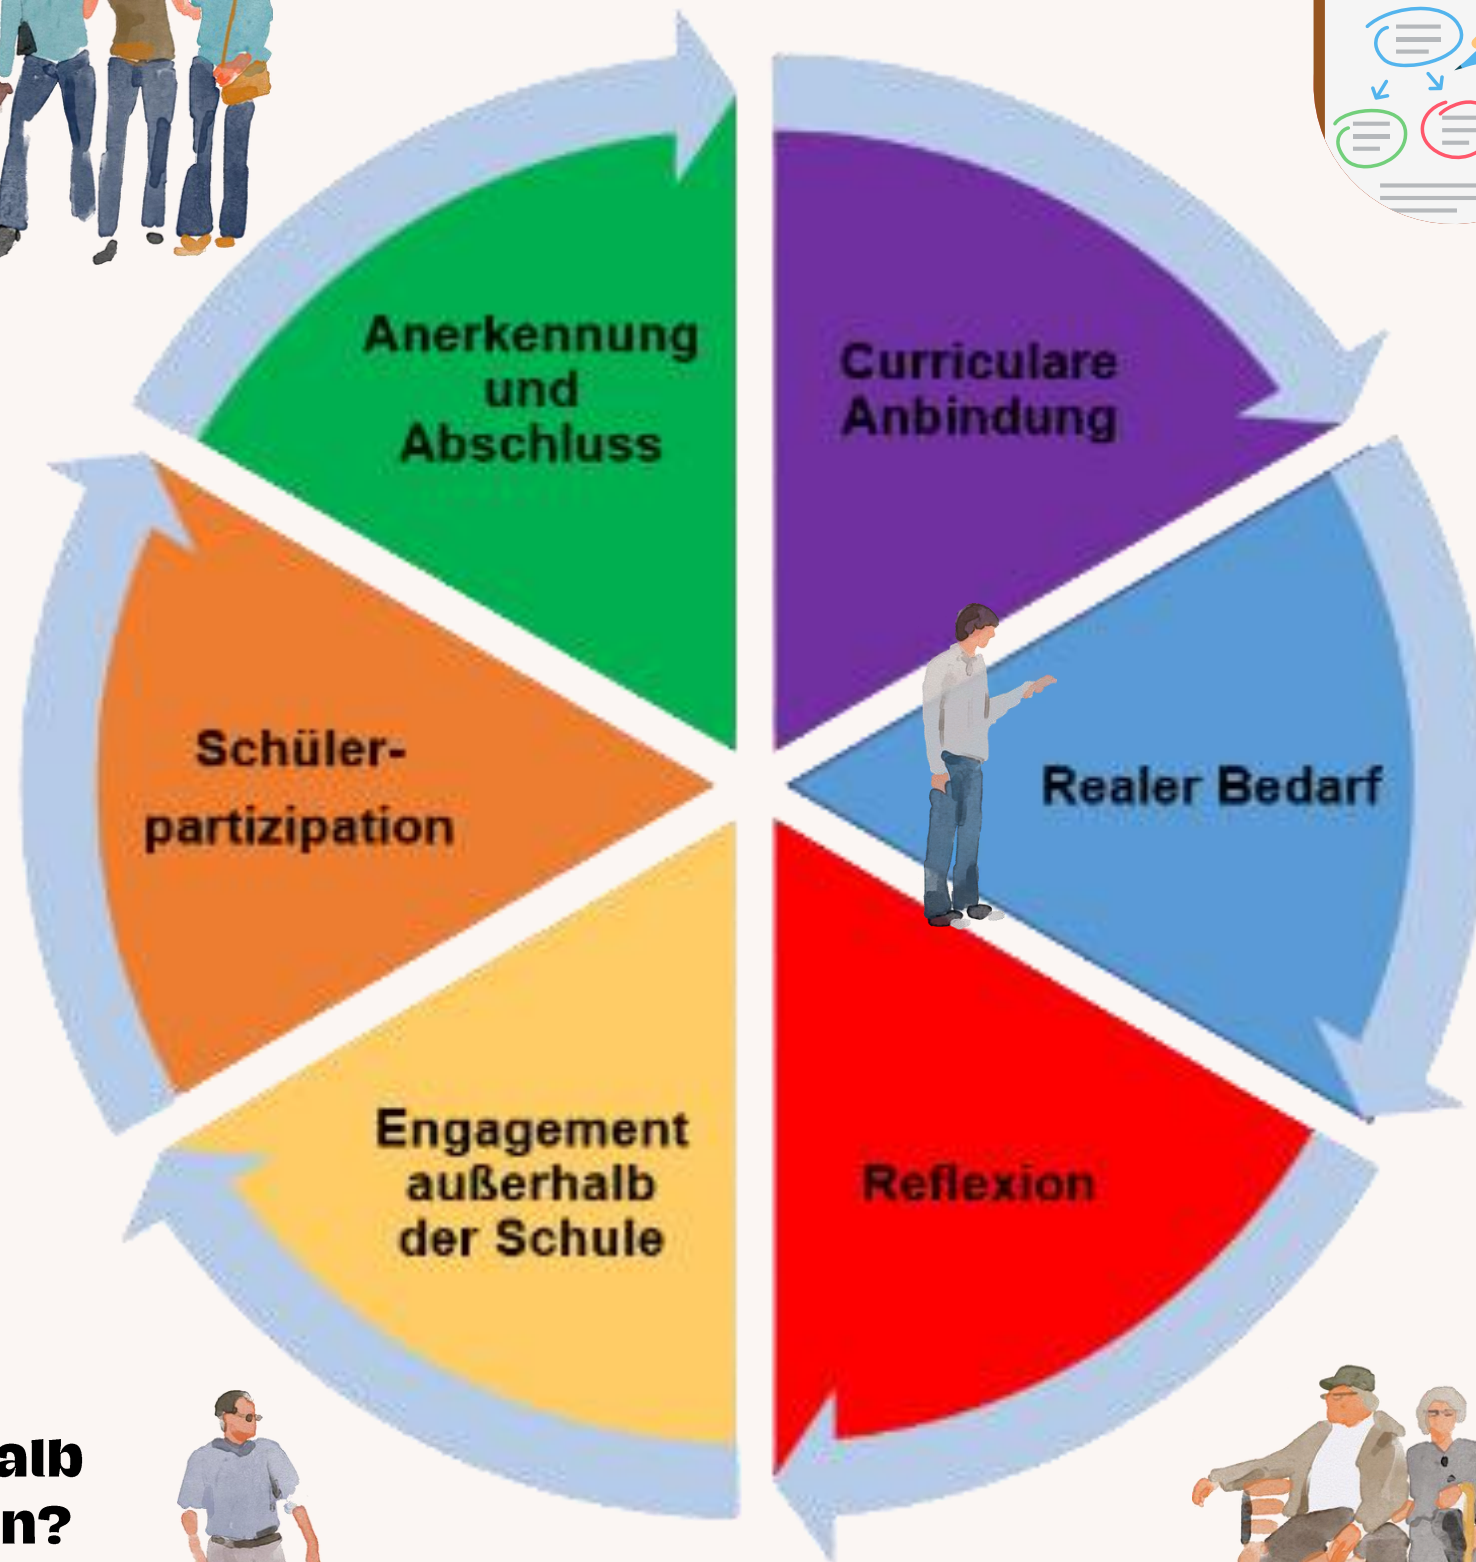 Anerkennung
und
Abschluss
Curriculare
Anbindung
Schüler-
partizipation
Realer Bedarf
Engagement
außerhalb
der Schule
Reflexion
alb
n?